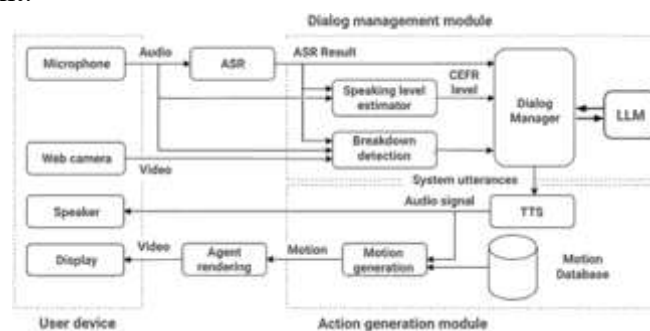 Dialog management module
Audio
ASR Result
Microphone
ASR
CEFR
level
Speaking level
estimator
Dialog
Manager
LLM
Web camera
Breakdown
detection
Video
System utterances
Audio signal
Speaker
TTS
Video
Motion
Display
Agent
rendering
Motion
generation
Motion
Database
User device
Action generation module